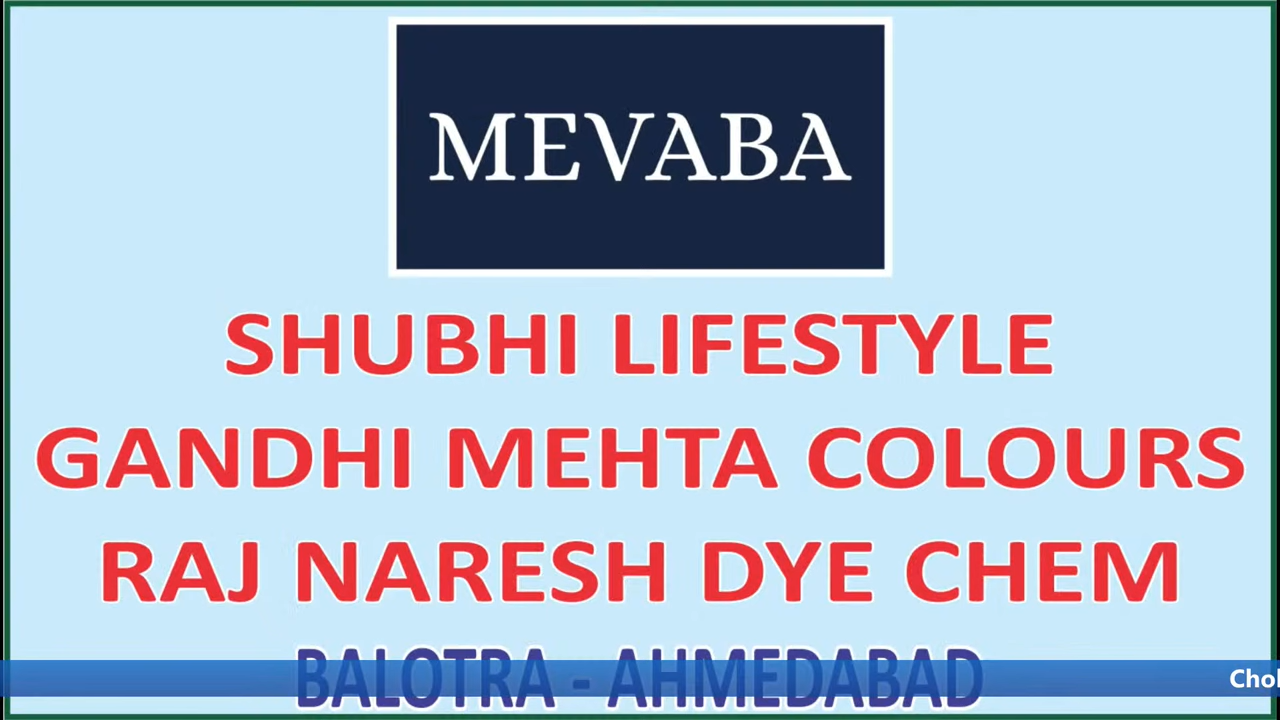 MEVABA
SHUBHI LIFESTYLE
GANDHI MEHTA COLOURS
RAJ NARESH DYE CHEM
BALOTRA - AHMEDABAD